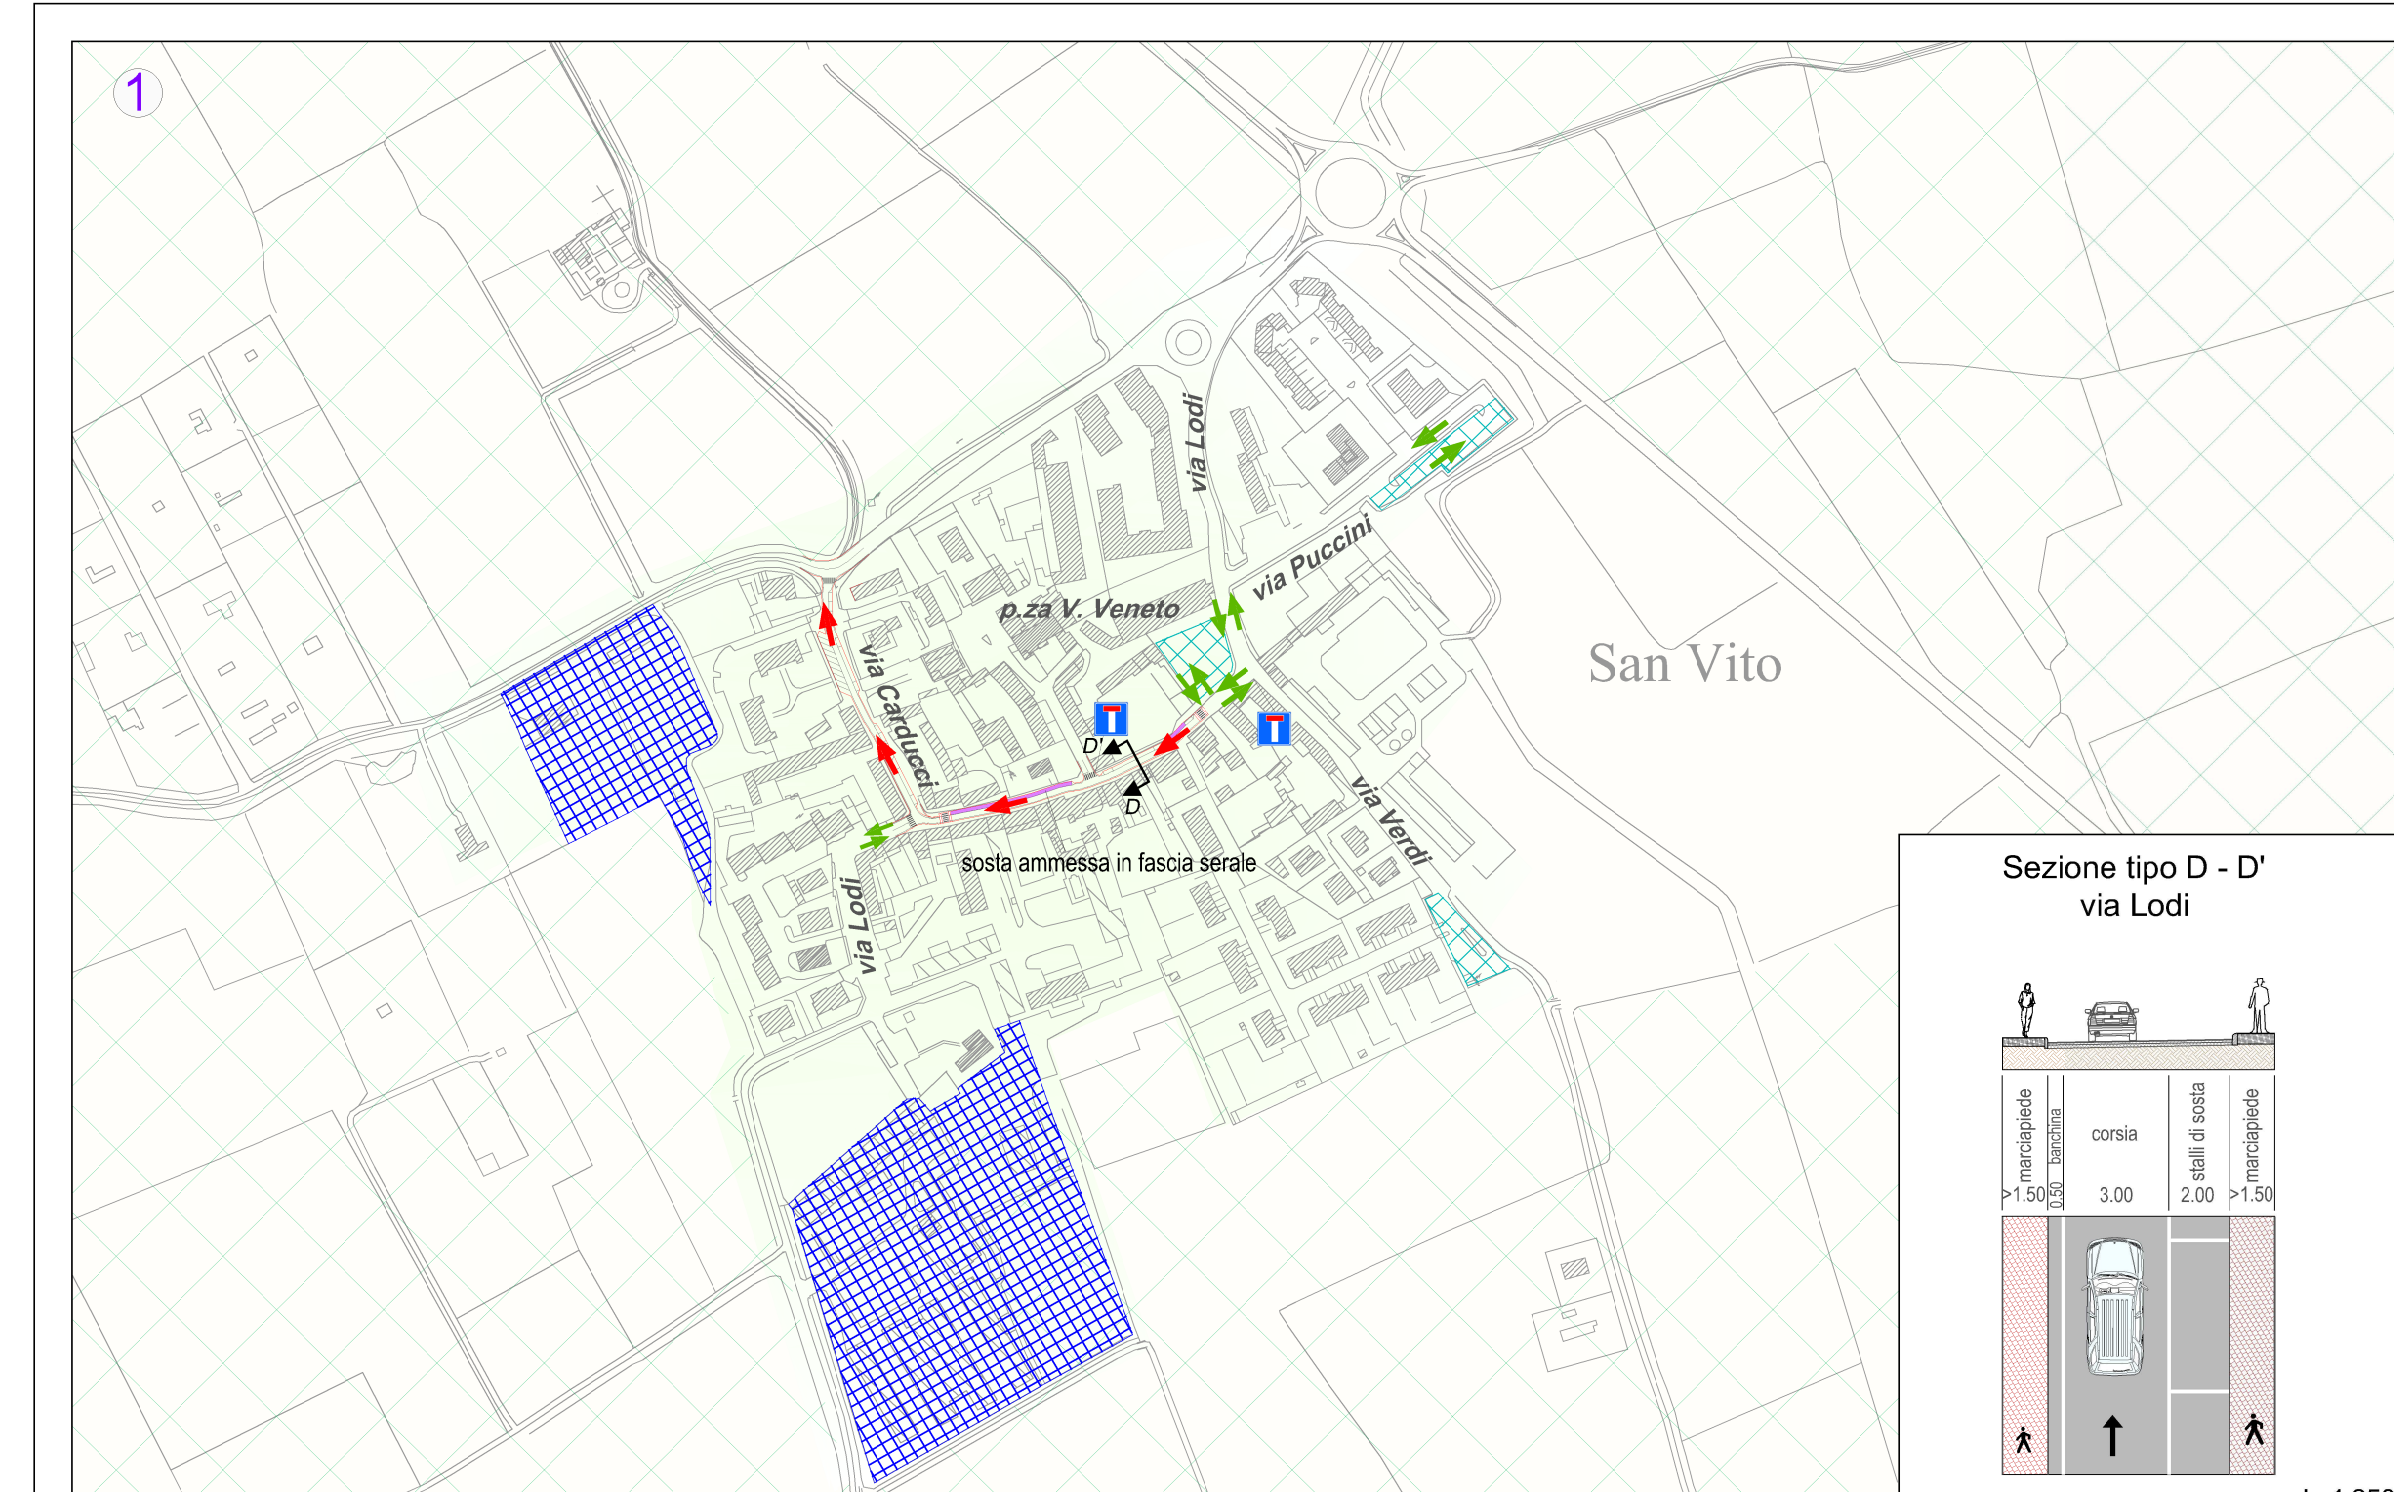 1
via Lodi
via Puccini
p.za V. Veneto
San Vito
via Carducci
D'
D
via Verdi
sosta ammessa in fascia serale
via Lodi
Sezione tipo D - D'
via Lodi
marciapiede
banchina
corsia
stalli di sosta
marciapiede
>1.50
0.50
3.00
2.00
>1.50